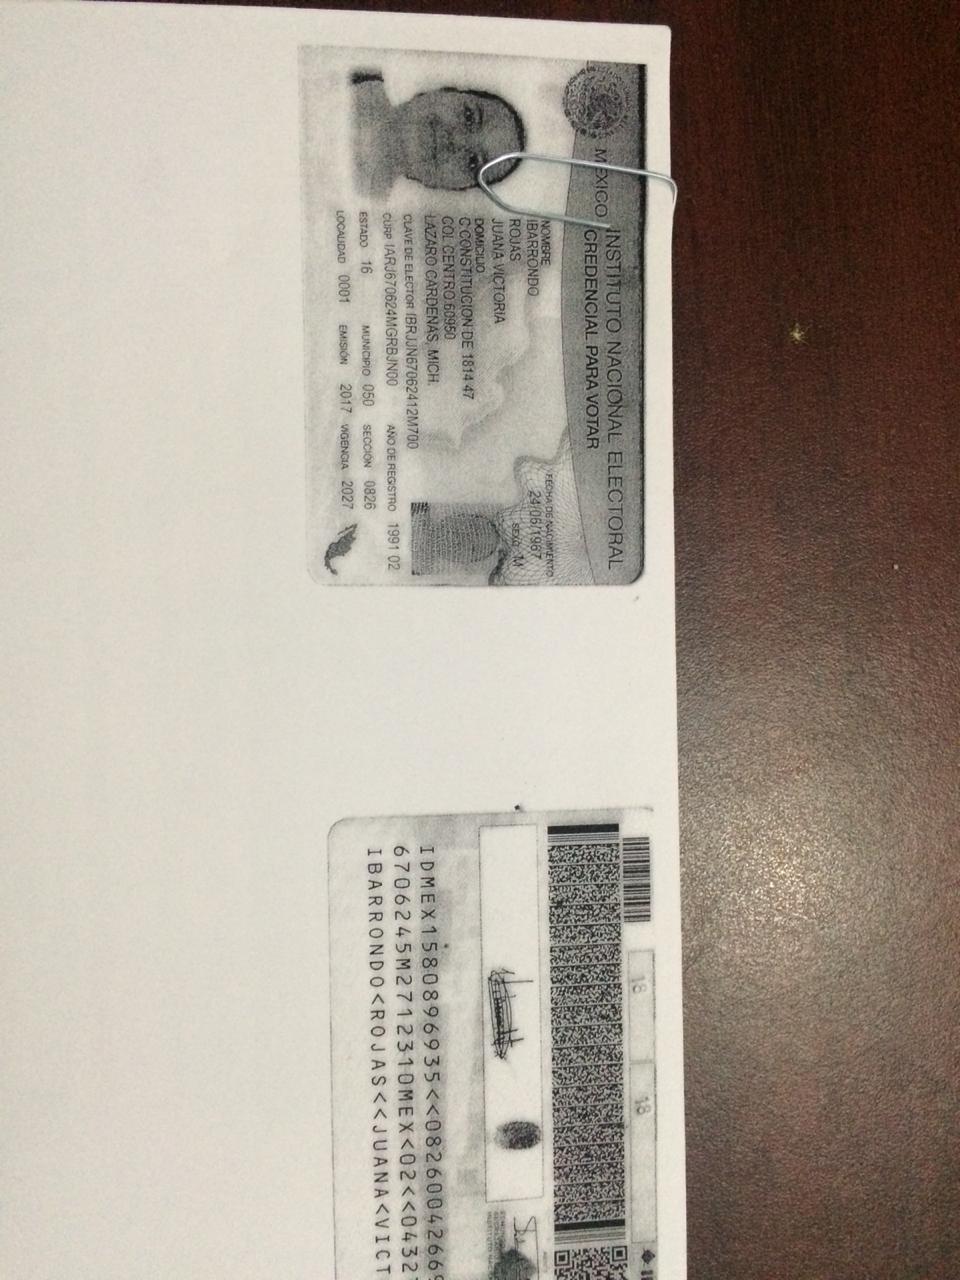 MÉXICO INSTITUTO NACIONAL ELECTORAL
CREDENCIAL PARA VOTAR
NOMBRE
IBARRONDO
ROJAS
JUANA VICTORIA
DOMICILIO
C CONSTITUCION DE 1814 47
COL CENTRO 60950
LAZARO CARDENAS, MICH.
FECHA DE NACIMIENTO
24/06/1967
SEXO M
CLAVE DE ELECTOR IBRJJN67062412M700
CURP IARJ670624MGRBJN00 AÑO DE REGISTRO 1991 02
ESTADO 16 MUNICIPIO 050 SECCIÓN 0826
LOCALIDAD 0001 EMISIÓN 2017 VIGENCIA 2027
18 18
IDMEX1580896935<<0826004266
6706245M2712310MEX<02<<0432
IBARRONDO<ROJAS<<JUANA<VICT